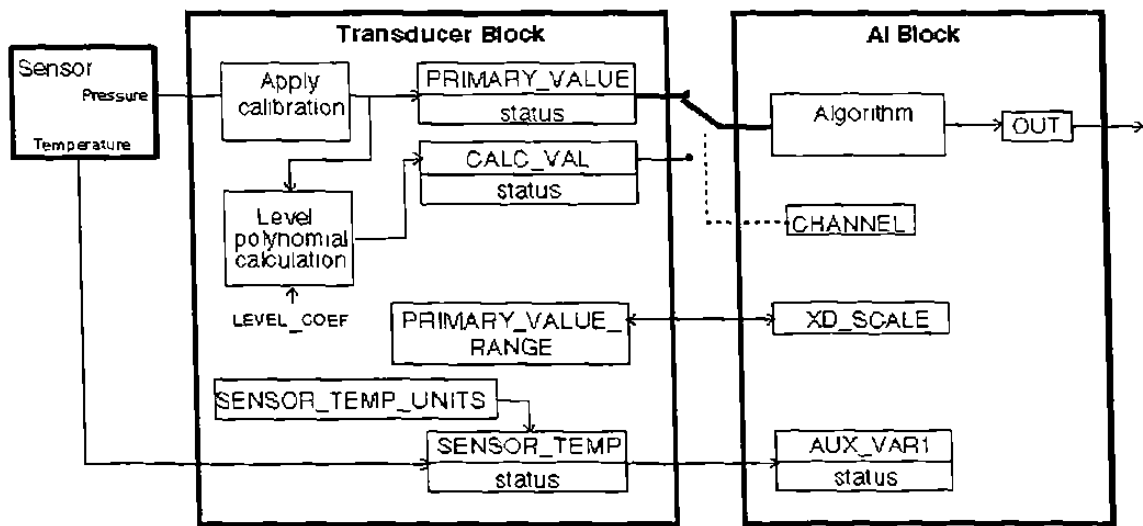 Transducer Block
AI Block
Sensor
Pressure
Temperature
Apply
calibration
PRIMARY_VALUE
status
Algorithm
OUT
CALC_VAL
status
Level
polynomial
calculation
CHANNEL
LEVEL_COEF
PRIMARY_VALUE_
RANGE
XD_SCALE
SENSOR_TEMP_UNITS
SENSOR_TEMP
status
AUX_VAR1
status